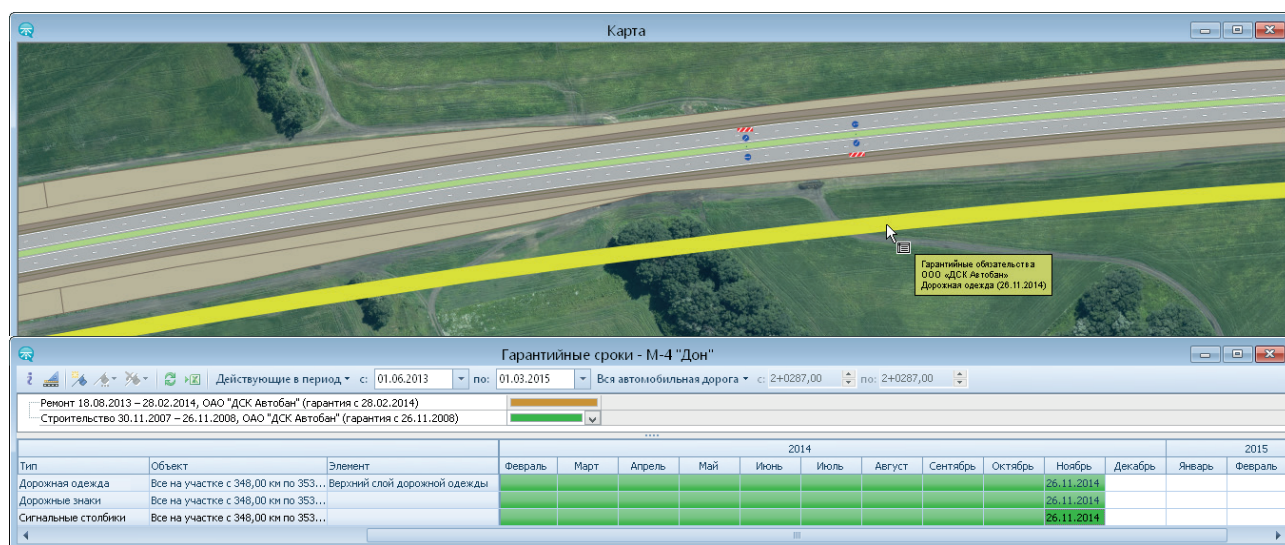 Карта
Гарантийные обязательства
ООО «ДСК Автобан»
Дорожная одежда (26.11.2014)
Гарантийные сроки - М-4 "Дон"
Действующие в период с: 01.06.2013 по: 01.03.2015 Вся автомобильная дорога с: 2+0287,00 по: 2+0287,00
Ремонт 18.08.2013 – 28.02.2014, ОАО "ДСК Автобан" (гарантия с 28.02.2014)
Строительство 30.11.2007 – 26.11.2008, ОАО "ДСК Автобан" (гарантия с 26.11.2008)
2014 2015
Тип Объект Элемент Февраль Март Апрель Май Июнь Июль Август Сентябрь Октябрь Ноябрь Декабрь Январь Февраль
Дорожная одежда Все на участке с 348,00 км по 353... Верхний слой дорожной одежды 26.11.2014
Дорожные знаки Все на участке с 348,00 км по 353... 26.11.2014
Сигнальные столбики Все на участке с 348,00 км по 353... 26.11.2014